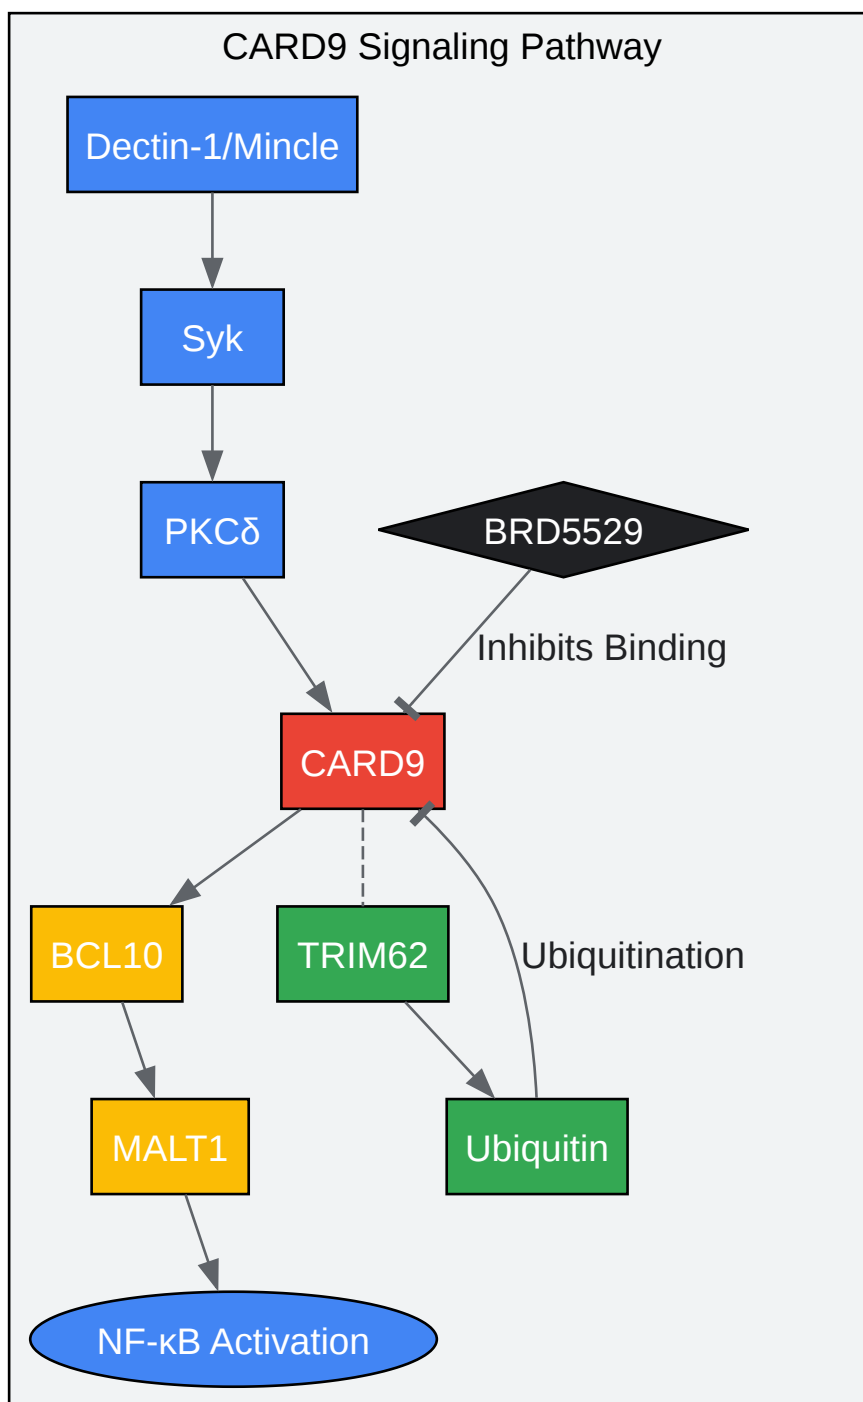 CARD9 Signaling Pathway
Dectin-1/Mincle
Syk
PKCδ
BRD5529
Inhibits Binding
CARD9
BCL10
TRIM62
Ubiquitination
MALT1
Ubiquitin
NF-κB Activation